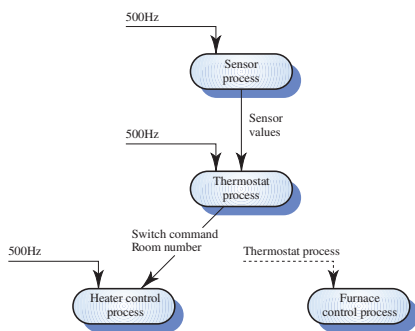 500Hz
Sensor
process
Sensor
values
500Hz
Thermostat
process
Switch command
Room number
500Hz
Thermostat process
Heater control
process
Furnace
control process